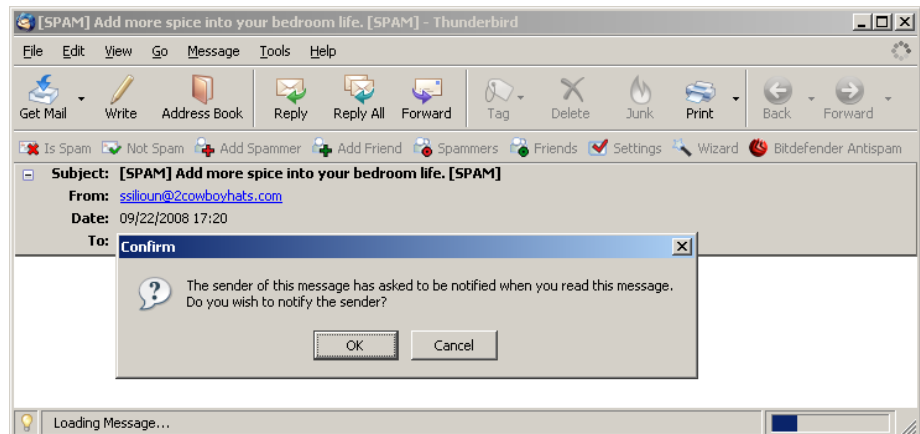 [SPAM] Add more spice into your bedroom life. [SPAM] - Thunderbird
File Edit View Go Message Tools Help
Get Mail Write Address Book Reply Reply All Forward Tag Delete Junk Print Back Forward
Is Spam Not Spam Add Spammer Add Friend Spammers Friends Settings Wizard Bitdefender Antispam
Subject: [SPAM] Add more spice into your bedroom life. [SPAM]
From: ssilioun@2cowboyhats.com
Date: 09/22/2008 17:20
To:
Confirm
The sender of this message has asked to be notified when you read this message.
Do you wish to notify the sender?
OK Cancel
Loading Message...